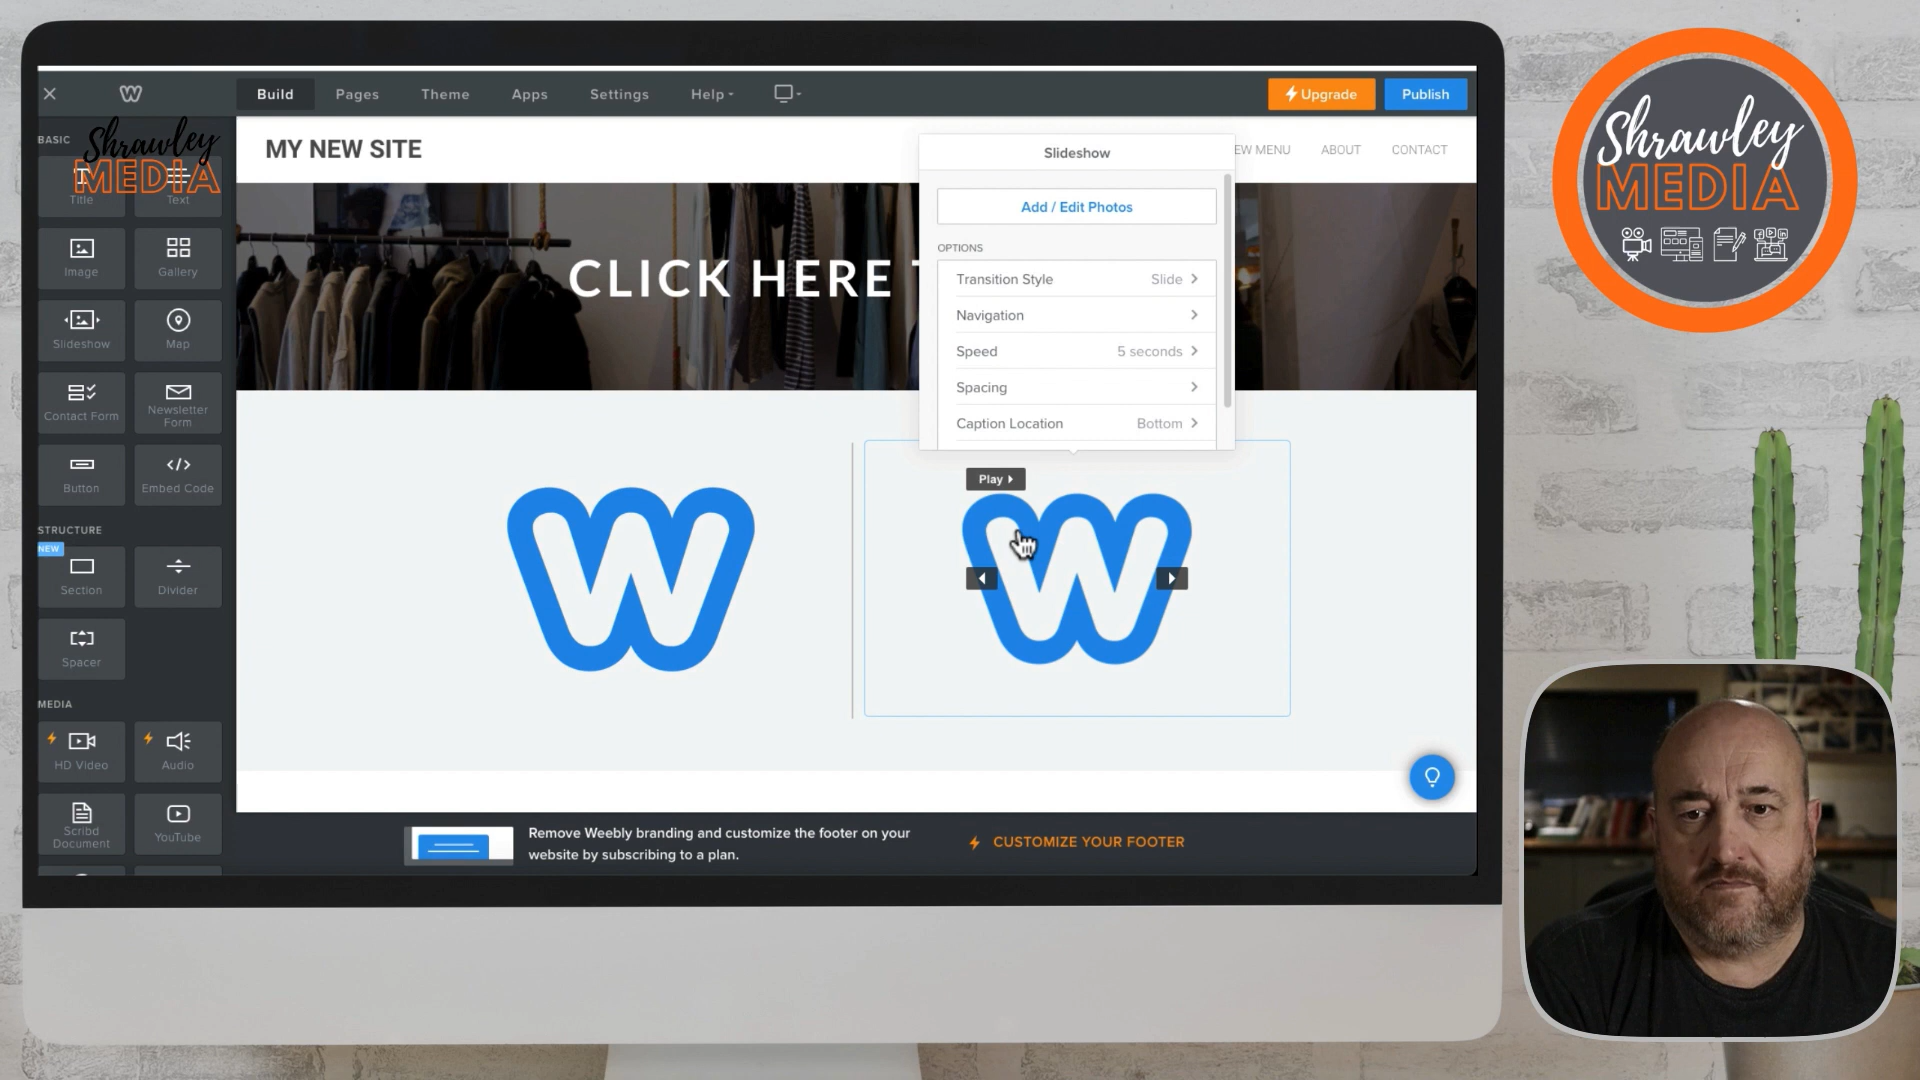 Build
Pages
Theme
Apps
Settings
Help
Upgrade
Publish
BASIC
Shrawley
MEDIA
Title
Text
Image
Gallery
Slideshow
Map
Contact Form
Newsletter
Form
Button
Embed Code
STRUCTURE
NEW
Section
Divider
Spacer
MEDIA
HD Video
Audio
Scribd
Document
YouTube
MY NEW SITE
MENU
ABOUT
CONTACT
CLICK HERE
Slideshow
Add / Edit Photos
OPTIONS
Transition Style Slide
Navigation
Speed 5 seconds
Spacing
Caption Location Bottom
Play
Remove Weebly branding and customize the footer on your
website by subscribing to a plan.
CUSTOMIZE YOUR FOOTER
Shrawley
MEDIA